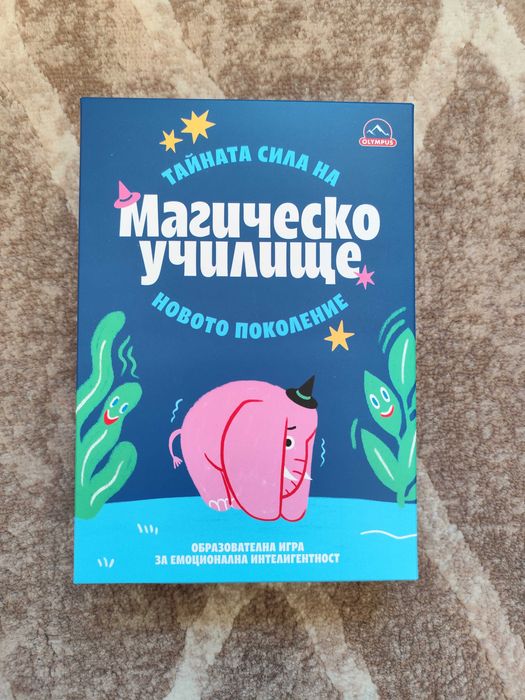 OLYMPUS
ТАЙНАТА СИЛА НА
Магическо
училище
НОВОТО ПОКОЛЕНИЕ
ОБРАЗОВАТЕЛНА ИГРА
ЗА ЕМОЦИОНАЛНА ИНТЕЛИГЕНТНОСТ